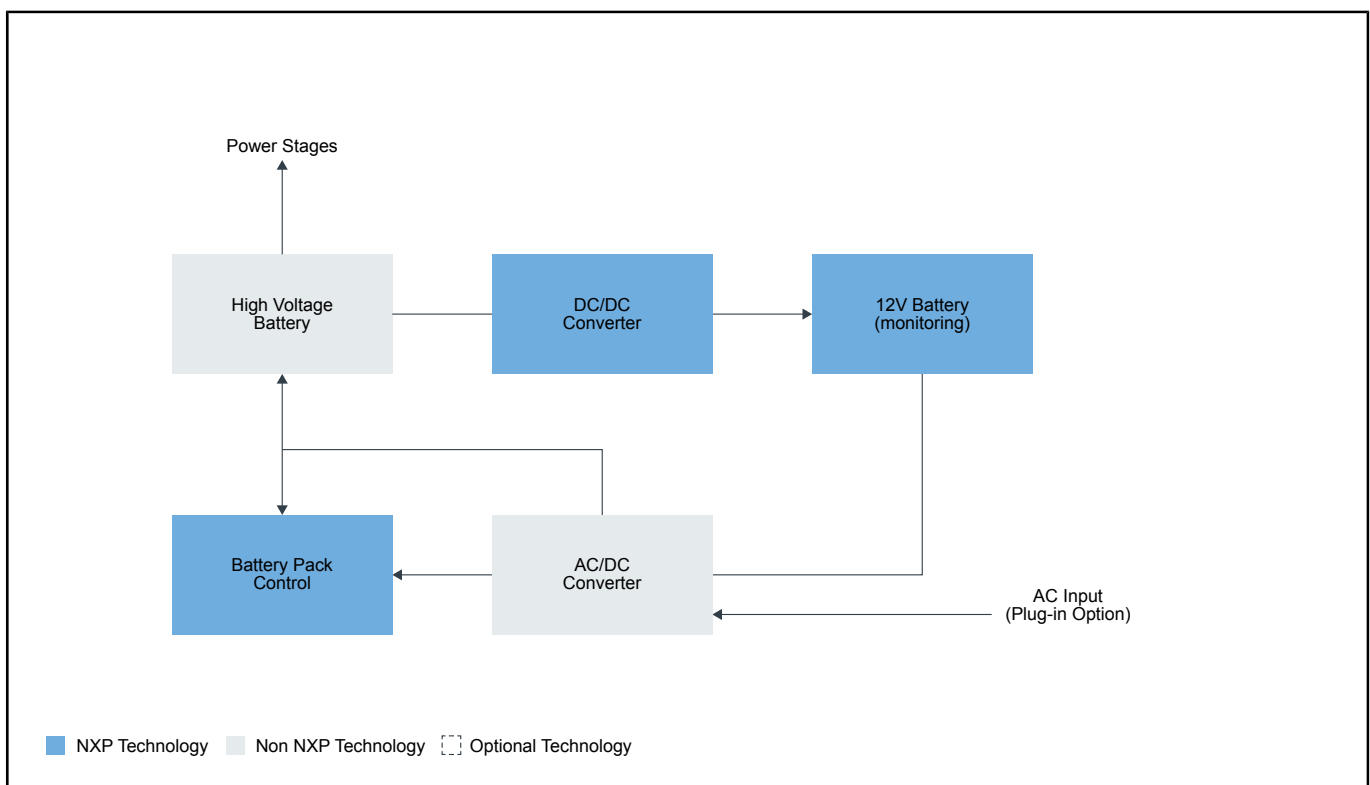 Power Stages
High Voltage
Battery
DC/DC
Converter
12V Battery
(monitoring)
Battery Pack
Control
AC/DC
Converter
AC Input
(Plug-in Option)
NXP Technology
Non NXP Technology
Optional Technology